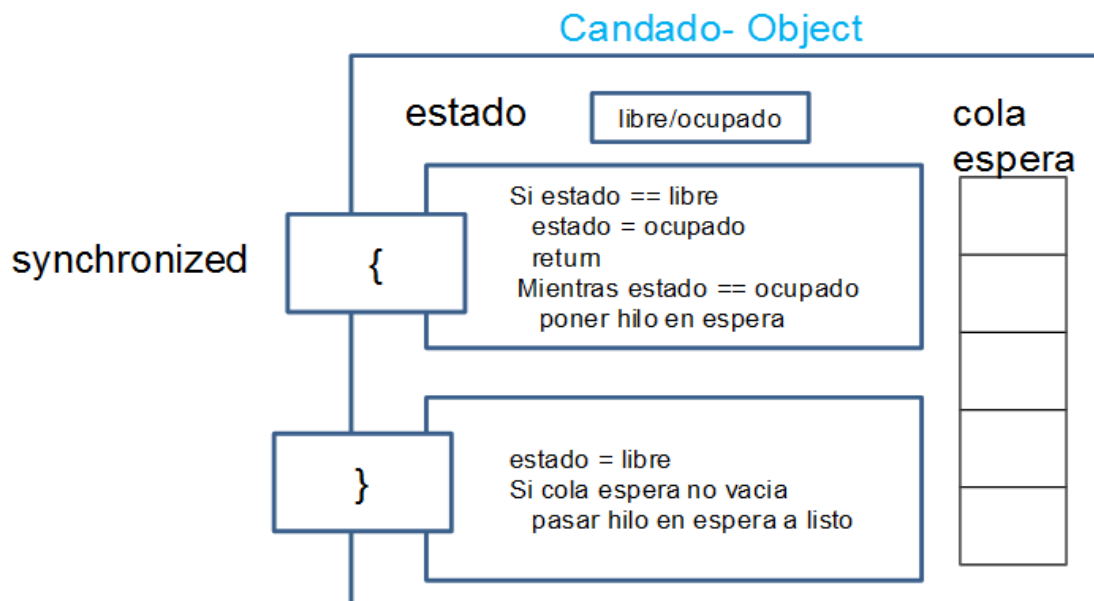 Candado- Object
estado
libre/ocupado
cola
espera
synchronized
{
Si estado == libre
estado = ocupado
return
Mientras estado == ocupado
poner hilo en espera
}
estado = libre
Si cola espera no vacia
pasar hilo en espera a listo